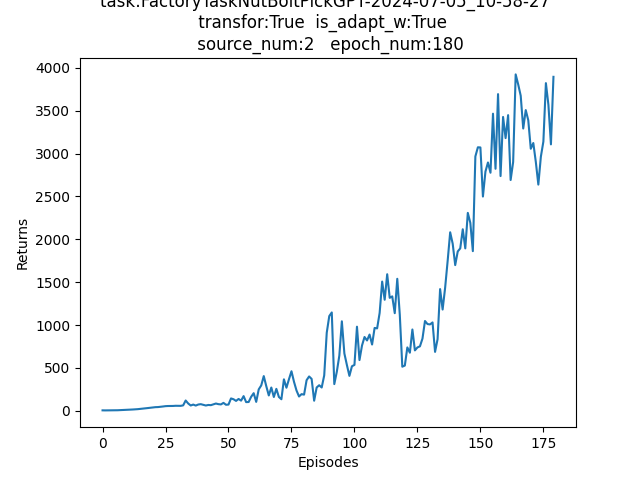 task:FactoryTaskNutBoltPickGPT-2024-07-05_10-58-27
transfor:True is_adapt_w:True
source_num:2 epoch_num:180
4000
3500
3000
2500
2000
1500
1000
500
0
Returns
0 25 50 75 100 125 150 175
Episodes